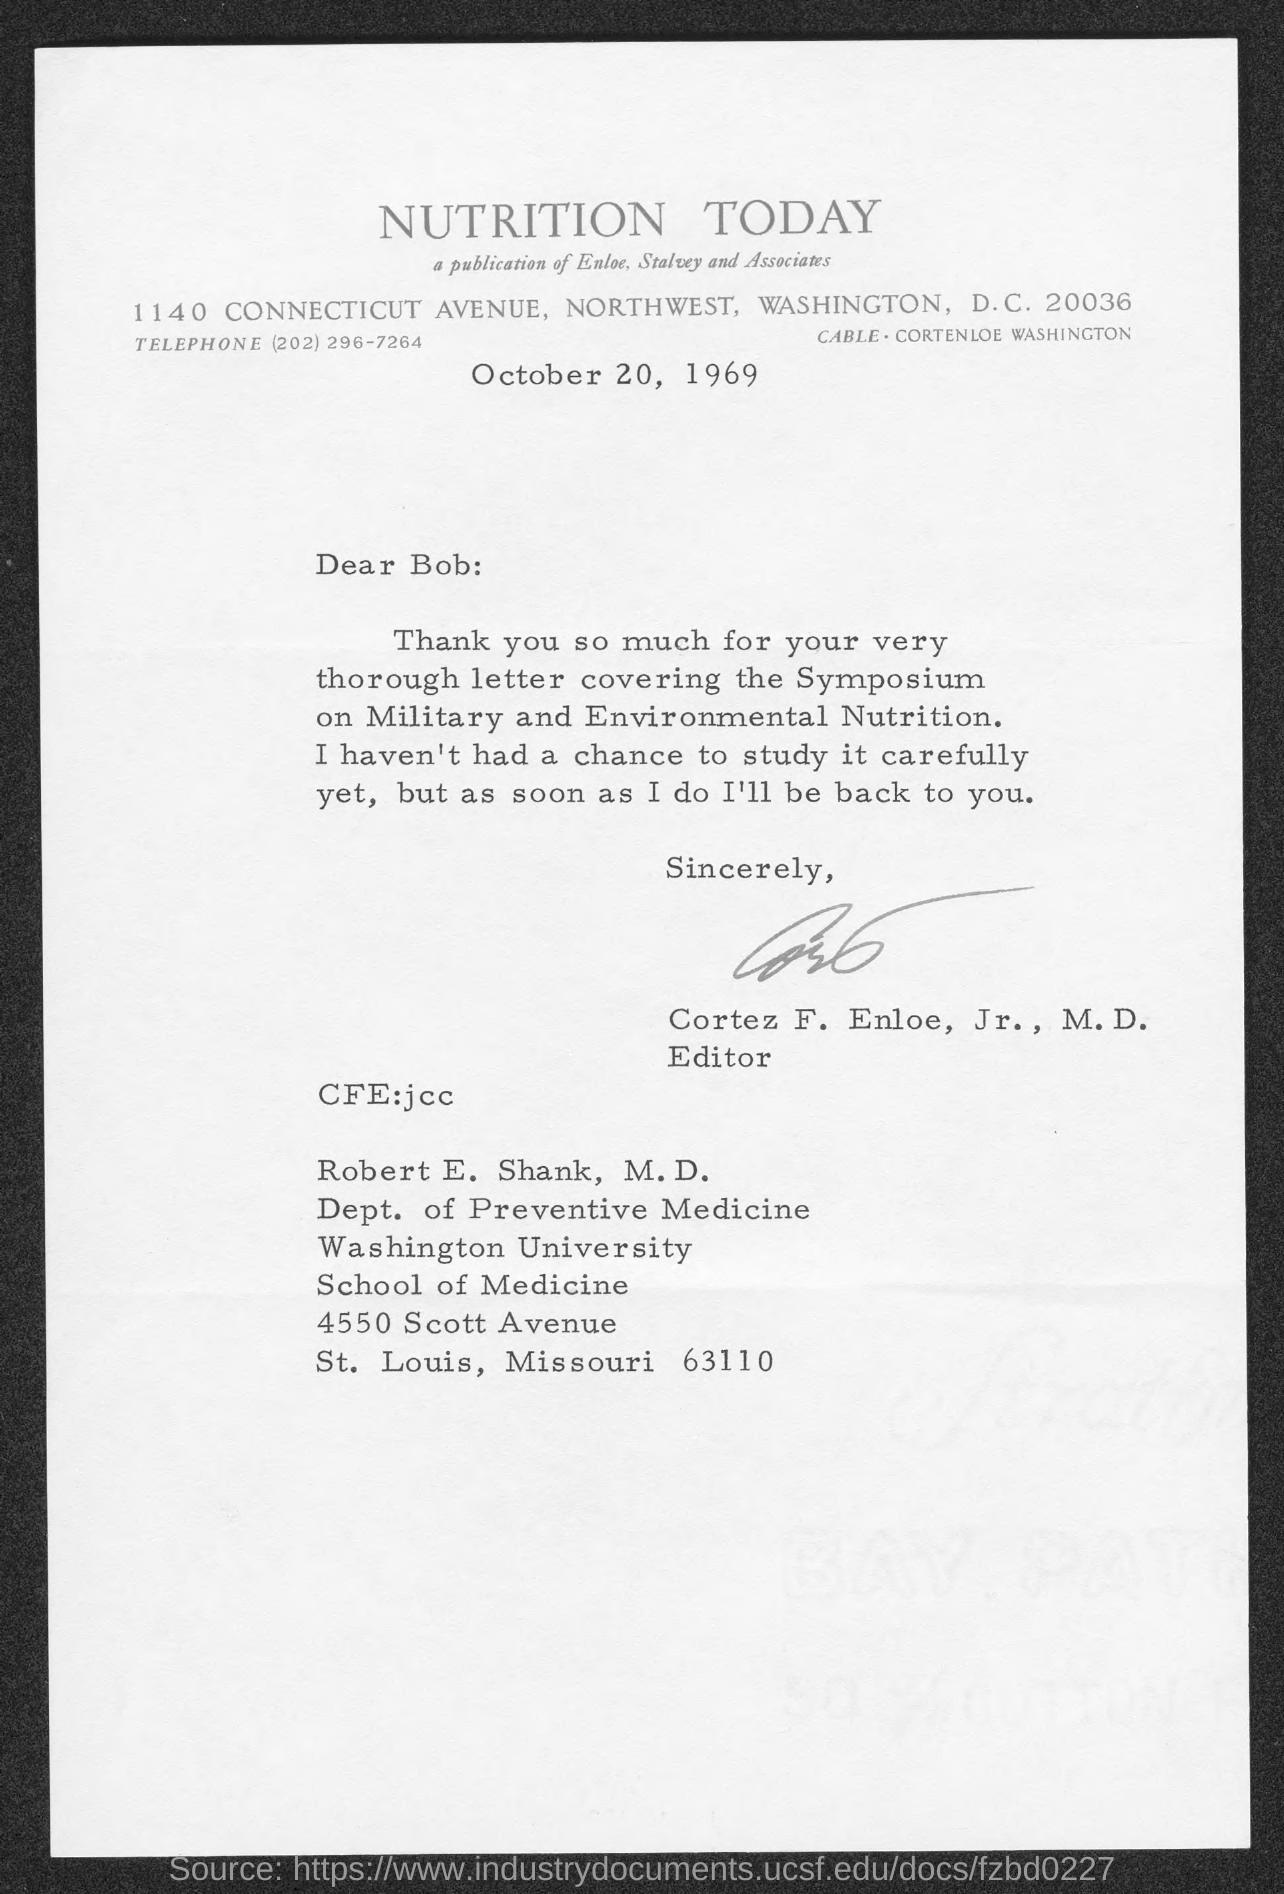 NUTRITION TODAY
a publication of Enloe, Stalvey and Associates
1140 CONNECTICUT AVENUE, NORTHWEST, WASHINGTON, D.C. 20036
TELEPHONE (202) 296-7264 CABLE · CORTENLOE WASHINGTON
October 20, 1969
Dear Bob:
Thank you so much for your very
thorough letter covering the Symposium
on Military and Environmental Nutrition.
I haven't had a chance to study it carefully
yet, but as soon as I do I'll be back to you.
Sincerely,
Cortez F. Enloe, Jr., M.D.
Editor
CFE:jcc
Robert E. Shank, M.D.
Dept. of Preventive Medicine
Washington University
School of Medicine
4550 Scott Avenue
St. Louis, Missouri 63110
Source: https://www.industrydocuments.ucsf.edu/docs/fzbd0227